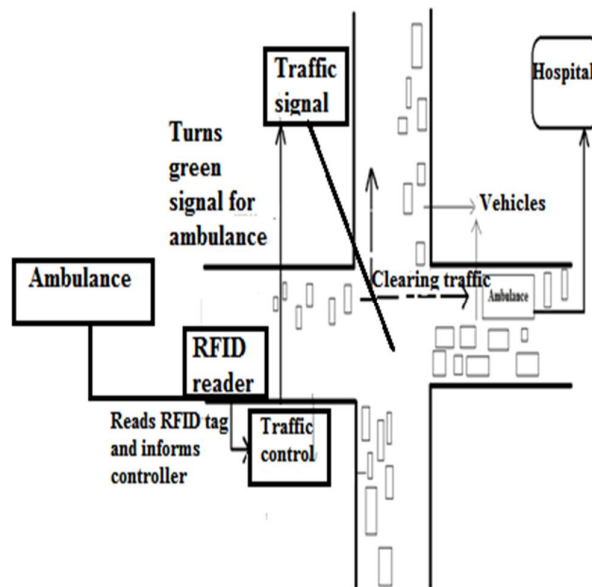 Traffic
signal
Hospital
Turns
green
signal for
ambulance
Vehicles
Ambulance
Clearing traffic
Ambulance
RFID
reader
Reads RFID tag
and informs
controller
Traffic
control